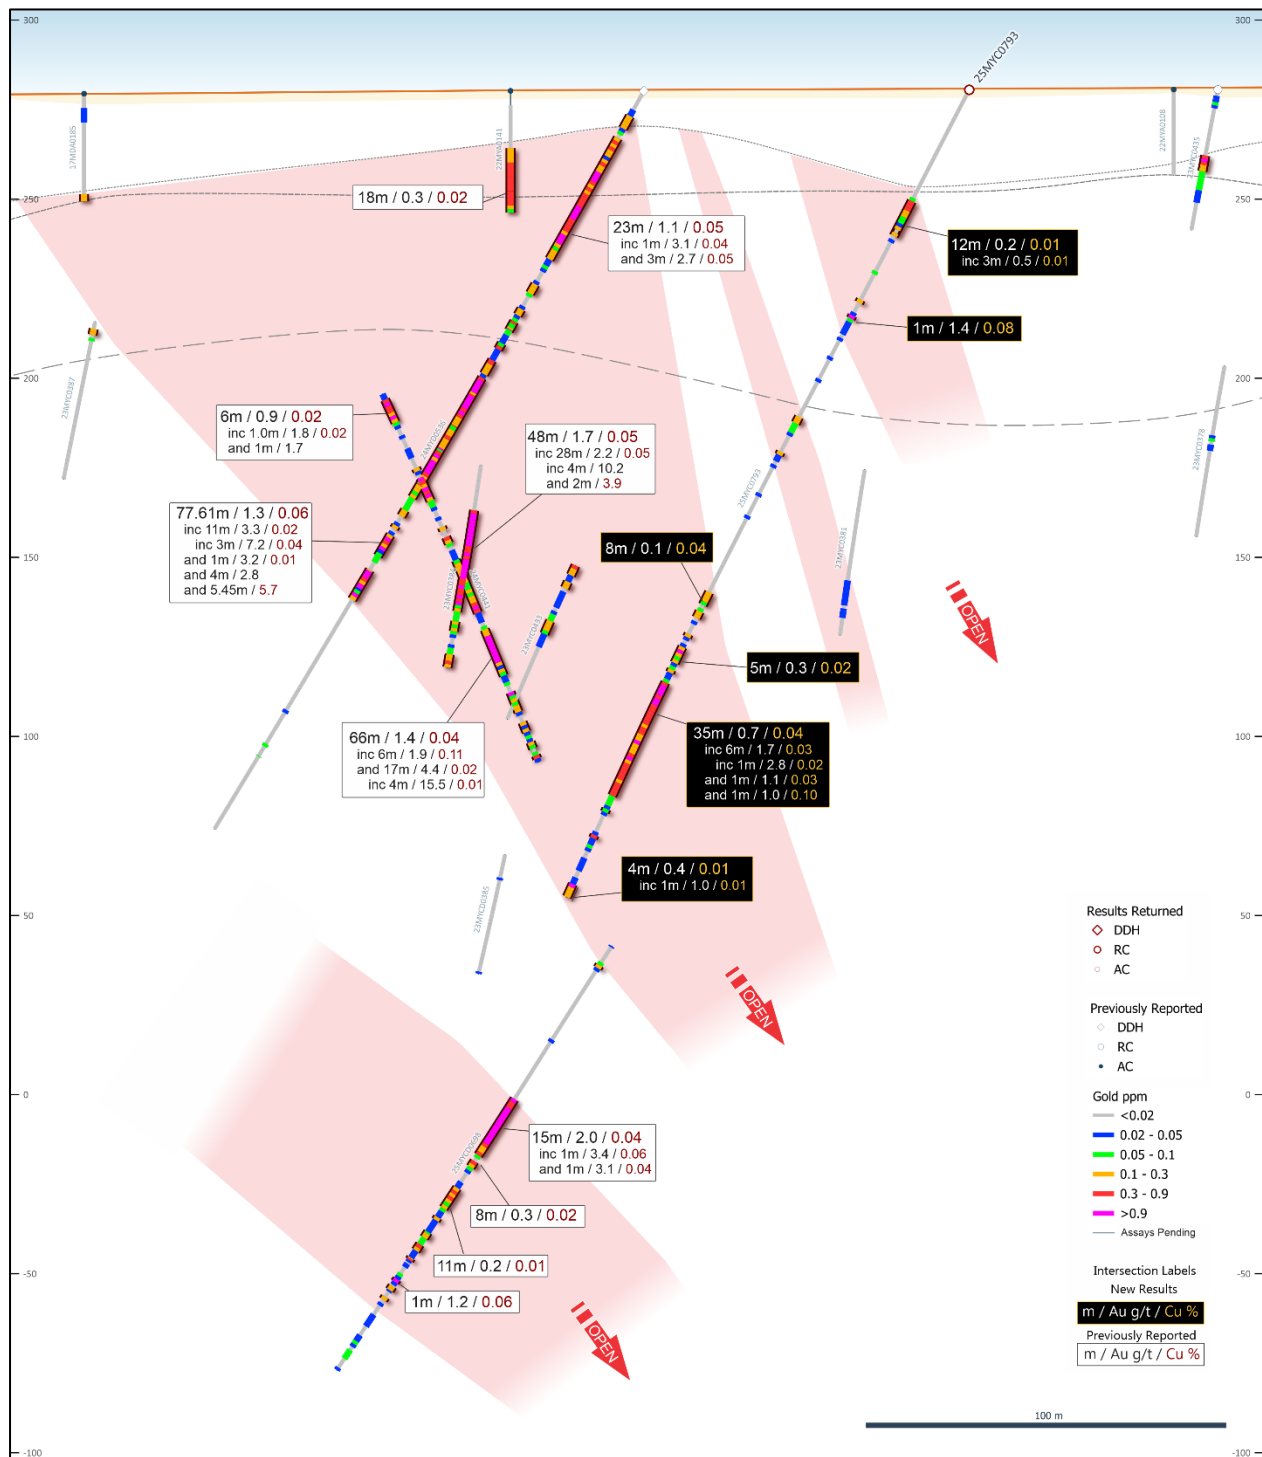 300
300
25MYC0793
17MDA0185
22MYA0141
22MYA0108
23MYC0435
250
250
18m / 0.3 / 0.02
23m / 1.1 / 0.05
inc 1m / 3.1 / 0.04
and 3m / 2.7 / 0.05
12m / 0.2 / 0.01
inc 3m / 0.5 / 0.01
1m / 1.4 / 0.08
200
200
23MYC0387
24MYD0536
23MYC0378
6m / 0.9 / 0.02
inc 1.0m / 1.8 / 0.02
and 1m / 1.7
48m / 1.7 / 0.05
inc 28m / 2.2 / 0.05
inc 4m / 10.2
and 2m / 3.9
25MYC0793
77.61m / 1.3 / 0.06
inc 11m / 3.3 / 0.02
inc 3m / 7.2 / 0.04
and 1m / 3.2 / 0.01
and 4m / 2.8
and 5.45m / 5.7
150
150
8m / 0.1 / 0.04
23MYC0381
24MYC0441
23MYC0433
OPEN
5m / 0.3 / 0.02
100
100
66m / 1.4 / 0.04
inc 6m / 1.9 / 0.11
and 17m / 4.4 / 0.02
inc 4m / 15.5 / 0.01
35m / 0.7 / 0.04
inc 6m / 1.7 / 0.03
inc 1m / 2.8 / 0.02
and 1m / 1.1 / 0.03
and 1m / 1.0 / 0.10
4m / 0.4 / 0.01
inc 1m / 1.0 / 0.01
23MYCD0385
50
50
OPEN
0
0
25MYCD0698
15m / 2.0 / 0.04
inc 1m / 3.4 / 0.06
and 1m / 3.1 / 0.04
8m / 0.3 / 0.02
11m / 0.2 / 0.01
1m / 1.2 / 0.06
-50
-50
OPEN
-100
-100
Results Returned
DDH
RC
AC
Previously Reported
DDH
RC
AC
Gold ppm
<0.02
0.02 - 0.05
0.05 - 0.1
0.1 - 0.3
0.3 - 0.9
>0.9
Assays Pending
Intersection Labels
New Results
m / Au g/t / Cu %
Previously Reported
m / Au g/t / Cu %
100 m